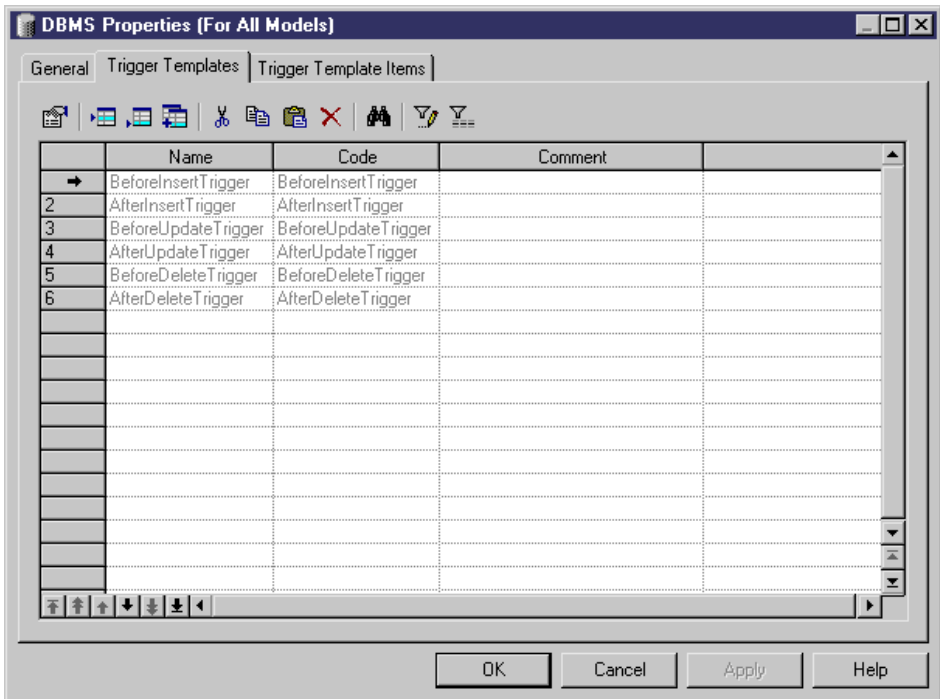 DBMS Properties (For All Models)
General Trigger Templates Trigger Template Items
Name Code Comment
BeforeInsertTrigger BeforeInsertTrigger
2 AfterInsertTrigger AfterInsertTrigger
3 BeforeUpdateTrigger BeforeUpdateTrigger
4 AfterUpdateTrigger AfterUpdateTrigger
5 BeforeDeleteTrigger BeforeDeleteTrigger
6 AfterDeleteTrigger AfterDeleteTrigger
OK Cancel Apply Help